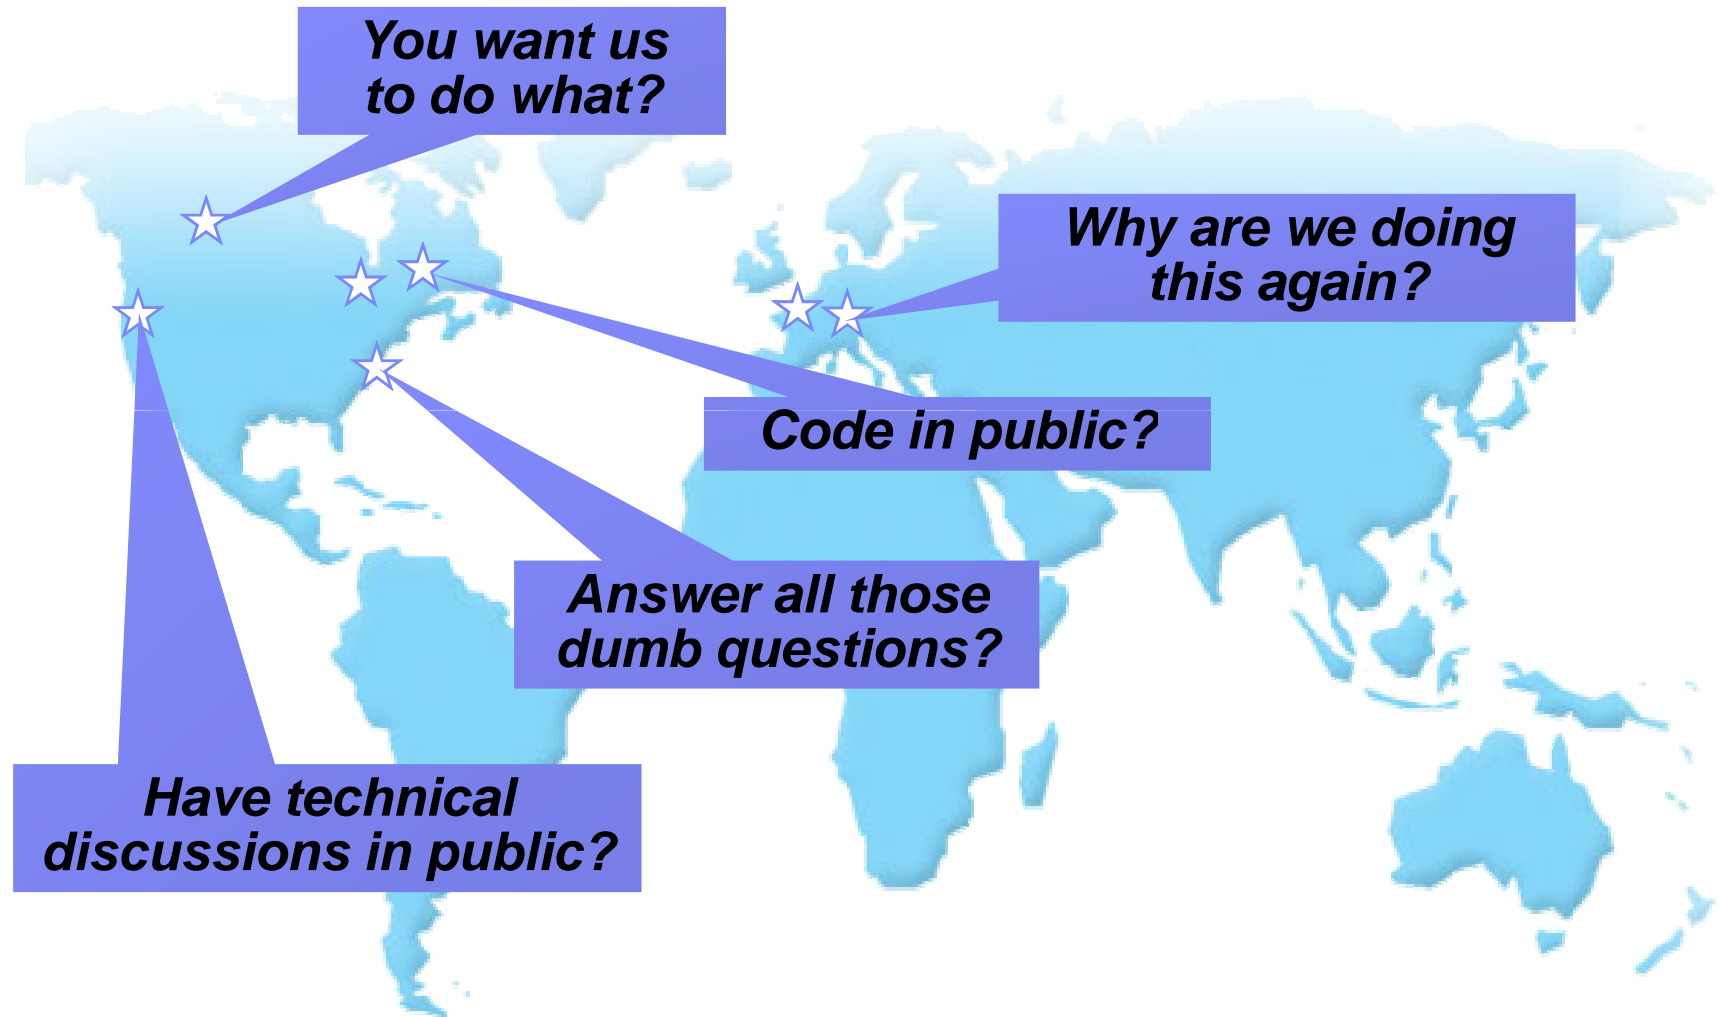 You want us
to do what?
Why are we doing
this again?
Code in public?
Answer all those
dumb questions?
Have technical
discussions in public?